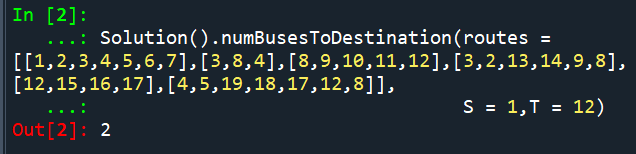 In [2]:
...: Solution().numBusesToDestination(routes =
[[1,2,3,4,5,6,7],[3,8,4],[8,9,10,11,12],[3,2,13,14,9,8],
[12,15,16,17],[4,5,19,18,17,12,8]],
...: S = 1,T = 12)
Out[2]: 2